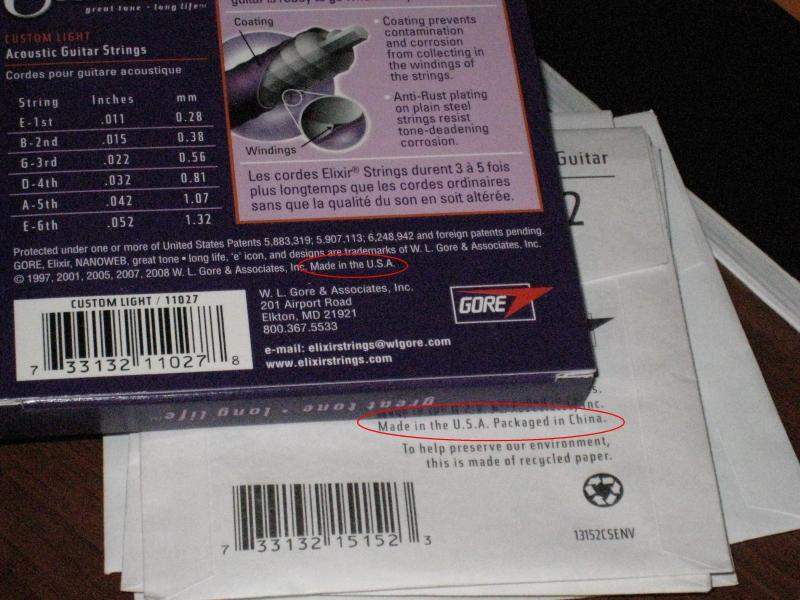 great tone · long life™
CUSTOM LIGHT
Acoustic Guitar Strings
Cordes pour guitare acoustique
String Inches mm
E-1st .011 0.28
B-2nd .015 0.38
G-3rd .022 0.56
D-4th .032 0.81
A-5th .042 1.07
E-6th .052 1.32
Coating
Windings
• Coating prevents
contamination
and corrosion
from collecting in
the windings of
the strings.
• Anti-Rust plating
on plain steel
strings resist
tone-deadening
corrosion.
Les cordes Elixir® Strings durent 3 à 5 fois
plus longtemps que les cordes ordinaires
sans que la qualité du son en soit altérée.
Protected under one or more of United States Patents 5,883,319; 5,907,113; 6,248,942 and foreign patents pending.
GORE, Elixir, NANOWEB, great tone • long life, 'e' icon, and designs are trademarks of W. L. Gore & Associates, Inc.
© 1997, 2001, 2005, 2007, 2008 W. L. Gore & Associates, Inc. Made in the U.S.A.
CUSTOM LIGHT / 11027
7 33132 11027 8
W. L. Gore & Associates, Inc.
201 Airport Road
Elkton, MD 21921
800.367.5533
e-mail: elixirstrings@wlgore.com
www.elixirstrings.com
GORE
great tone · long life™
Guitar
2
Inc.
Made in the U.S.A. Packaged in China.
To help preserve our environment,
this is made of recycled paper.
7 33132 15152 3
13152CSENV